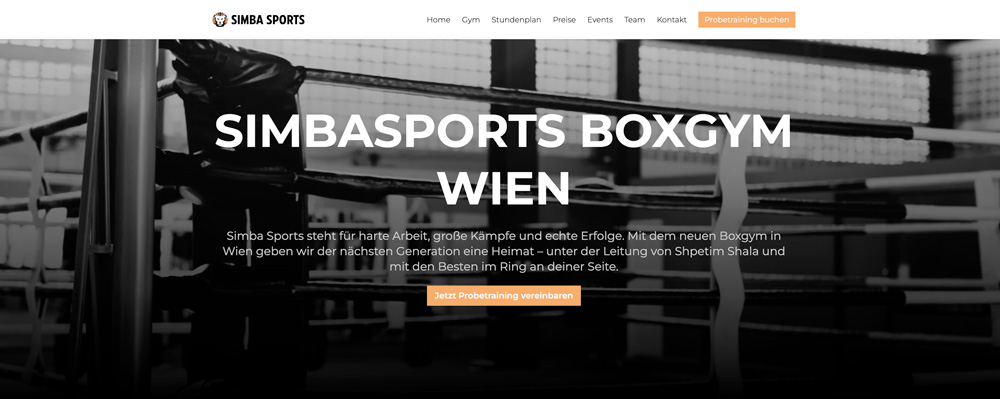 SIMBA SPORTS
Home Gym Stundenplan Preise Events Team Kontakt Probetraining buchen
SIMBASPORTS BOXGYM
WIEN
Simba Sports steht für harte Arbeit, große Kämpfe und echte Erfolge. Mit dem neuen Boxgym in
Wien geben wir der nächsten Generation eine Heimat – unter der Leitung von Shpetim Shala und
mit den Besten im Ring an deiner Seite.
Jetzt Probetraining vereinbaren